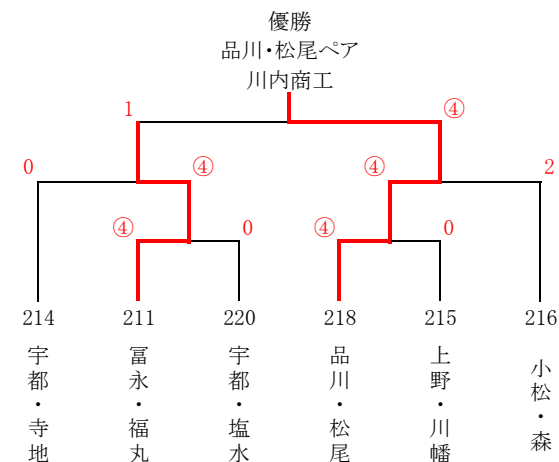 優勝
品川・松尾ペア
川内商工
1
④
0
④
④
2
④
0
④
0
214
211
220
218
215
216
宇都・寺地
冨永・福丸
宇都・塩水
品川・松尾
上野・川幡
小松・森